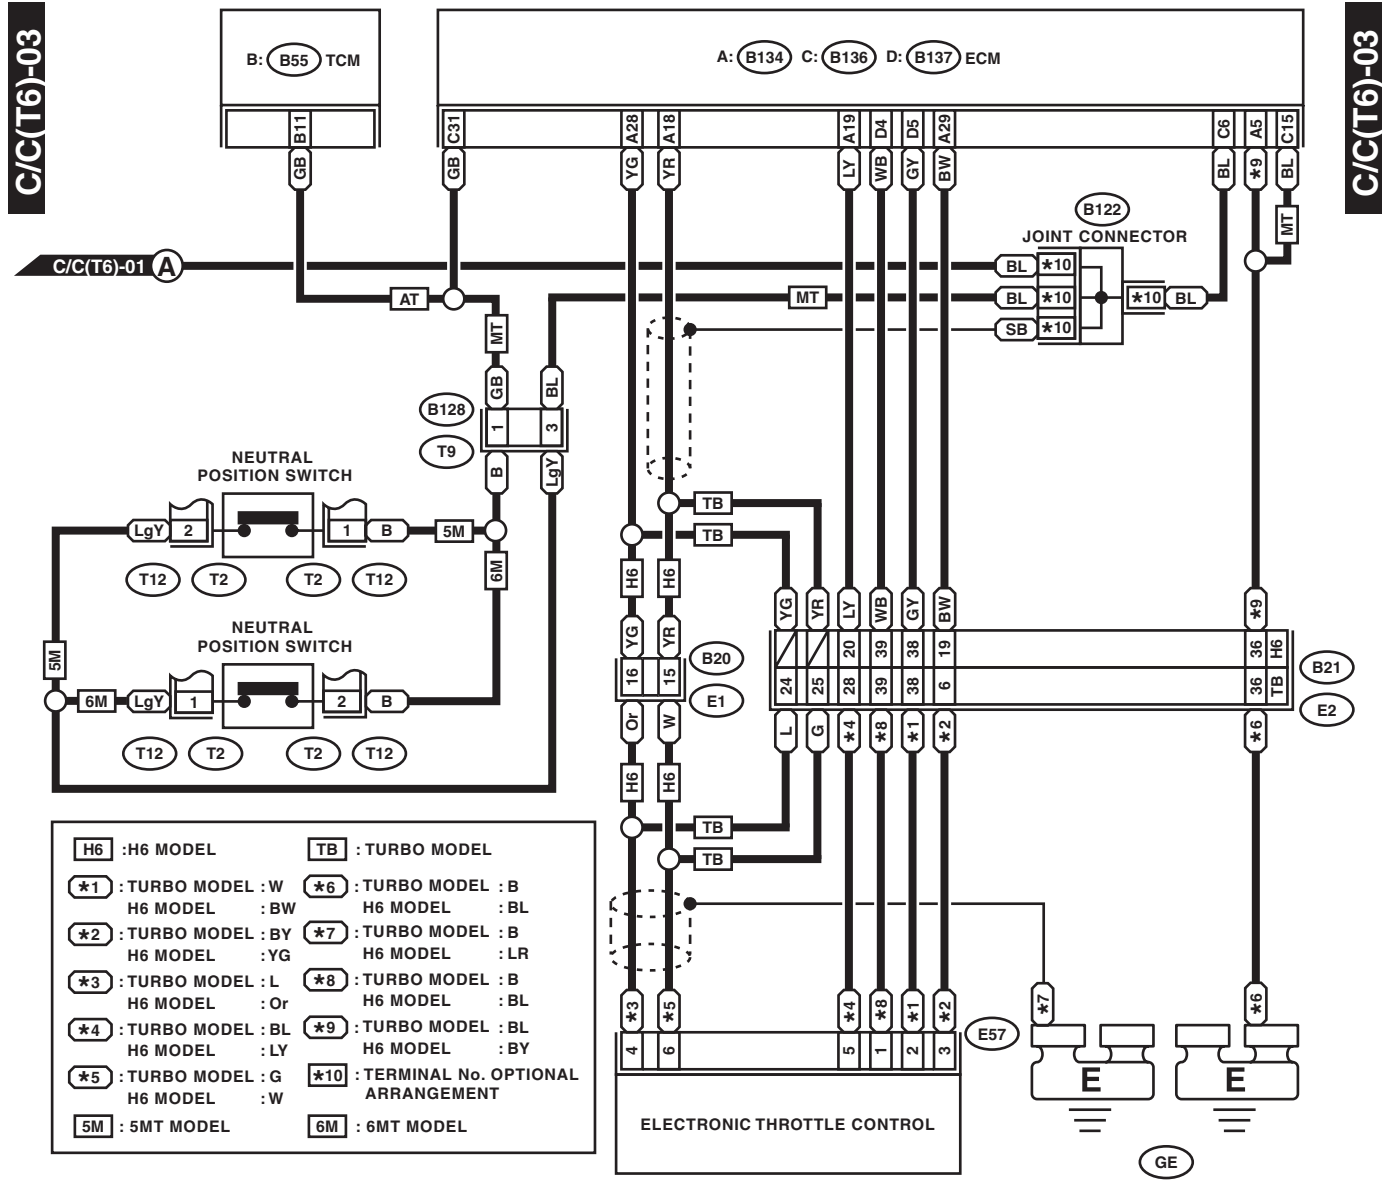 C/C(T6)-03
C/C(T6)-03
B: B55 TCM
A: B134 C: B136 D: B137 ECM
B11 C31 A28 A18 A19 D4 D5 A29 C6 A5 C15
GB GB YG YR LY WB GY BW BL *9 BL
MT
B122
JOINT CONNECTOR
C/C(T6)-01 A
BL *10
AT
MT
BL *10 *10 BL
MT
SB *10
GB BL
B128
1 3
T9
B LgY
NEUTRAL
POSITION SWITCH
TB
LgY 2 1 B 5M
TB
T12 T2 T2 T12
6M
H6 H6
YG YR LY WB GY BW *9
NEUTRAL
POSITION SWITCH
YG YR
5M
16 15
B20
20 39 38 19 36 H6
B21
6M LgY 1 2 B
E1
24 25 28 39 38 6 36 TB
E2
Or W
L G *4 *8 *1 *2 *6
T12 T2 T2 T12
H6 H6
TB
TB
H6 :H6 MODEL
TB : TURBO MODEL
*1 : TURBO MODEL : W
H6 MODEL : BW
*6 : TURBO MODEL : B
H6 MODEL : BL
*2 : TURBO MODEL : BY
H6 MODEL : YG
*7 : TURBO MODEL : B
H6 MODEL : LR
*3 : TURBO MODEL : L
H6 MODEL : Or
*8 : TURBO MODEL : B
H6 MODEL : BL
*4 : TURBO MODEL : BL
H6 MODEL : LY
*9 : TURBO MODEL : BL
H6 MODEL : BY
*5 : TURBO MODEL : G
H6 MODEL : W
*10 : TERMINAL No. OPTIONAL
ARRANGEMENT
5M : 5MT MODEL
6M : 6MT MODEL
*3 *5 *4 *8 *1 *2 *7 *6
4 6 5 1 2 3
E57
E E
ELECTRONIC THROTTLE CONTROL
GE